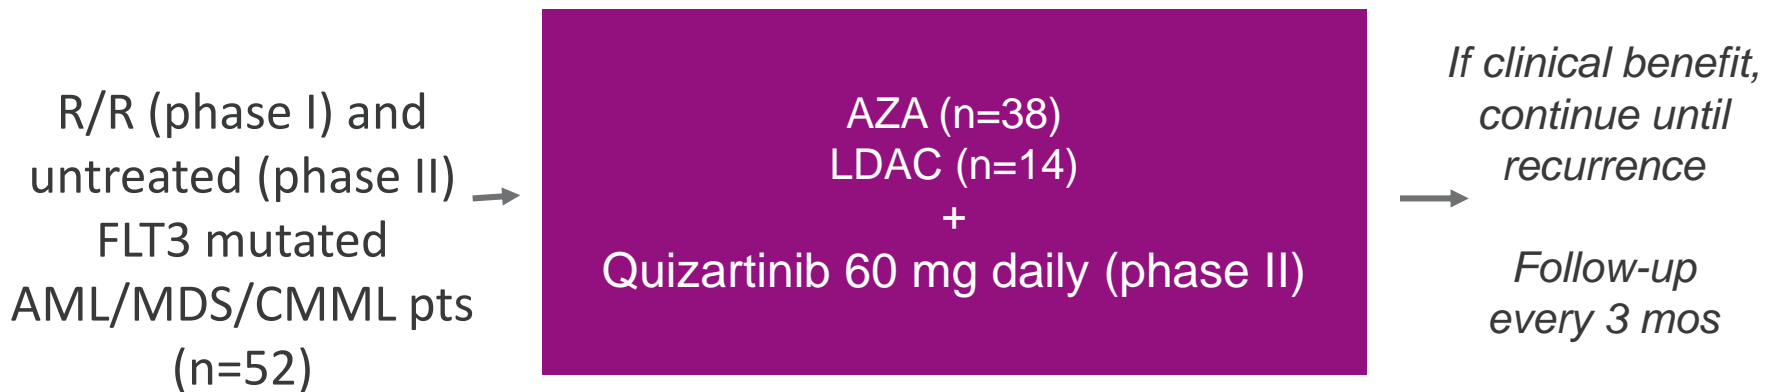 R/R (phase I) and
untreated (phase II)
FLT3 mutated
AML/MDS/CMML pts
(n=52)
AZA (n=38)
LDAC (n=14)
+
Quizartinib 60 mg daily (phase II)
If clinical benefit,
continue until
recurrence
Follow-up
every 3 mos